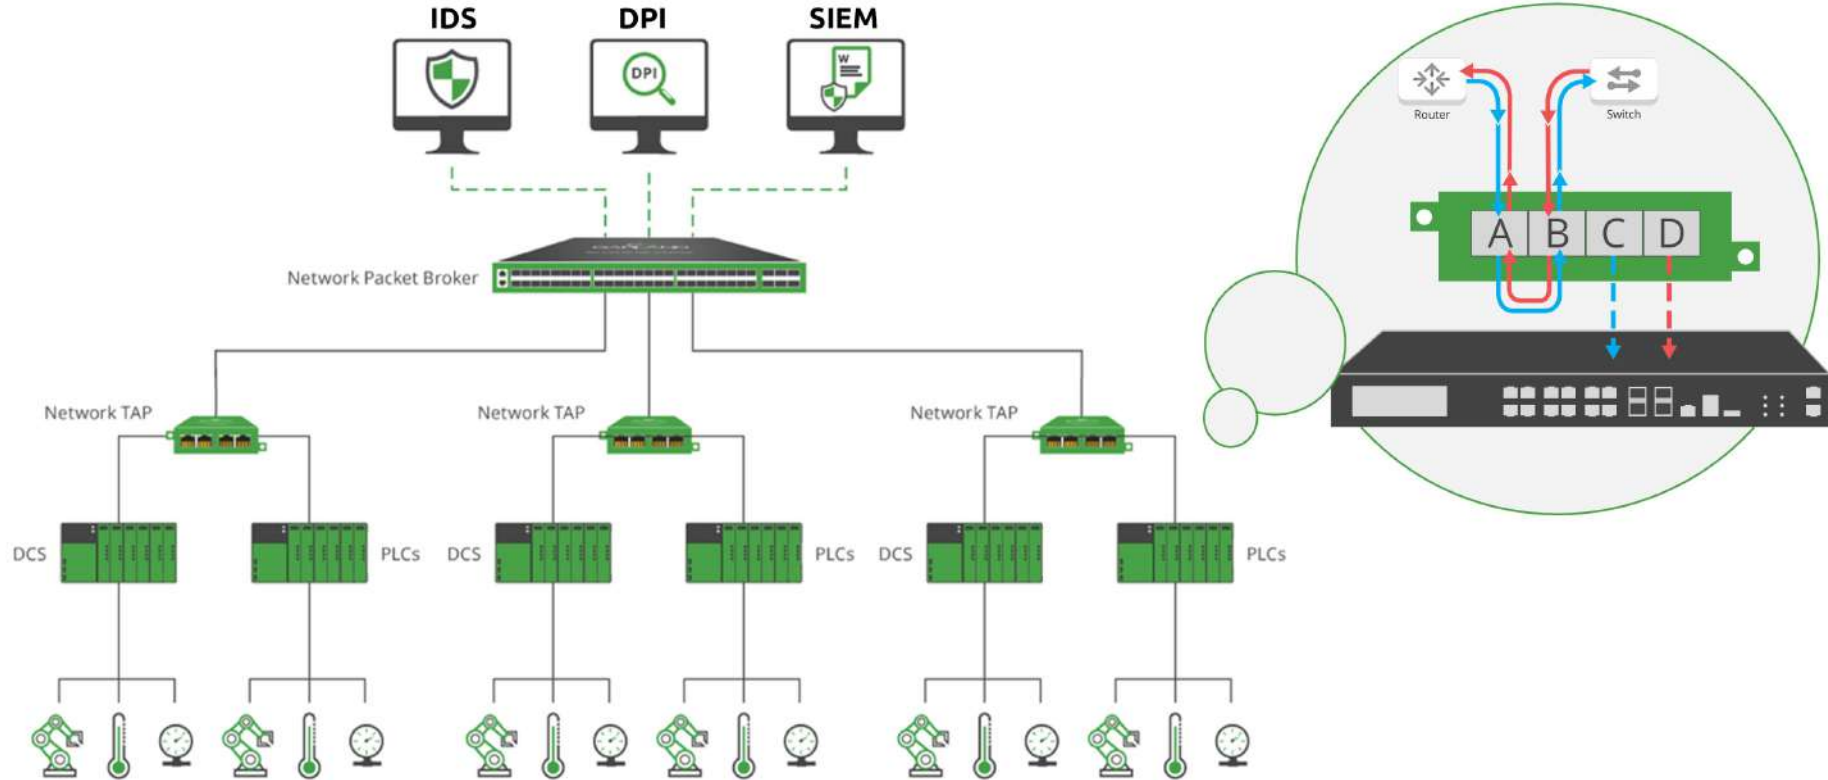 IDS
DPI
SIEM
DPI
W
Router
Switch
A B C D
Network Packet Broker
Network TAP
Network TAP
Network TAP
DCS
PLCs
DCS
PLCs
DCS
PLCs